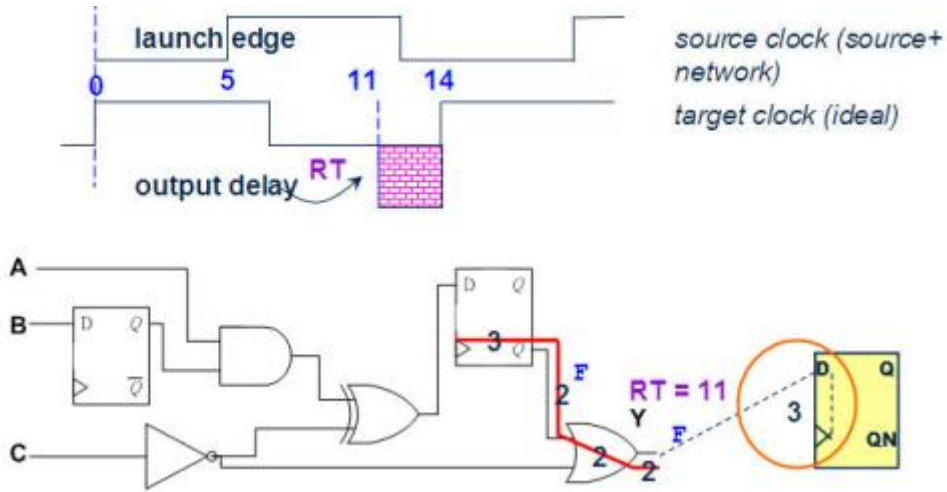 launch edge
source clock (source+
network)
0 5 11 14
target clock (ideal)
output delay RT
A
B
D Q
Q
C
D Q
3 Q
F
2
RT = 11
Y
F
2 2
D Q
3
QN